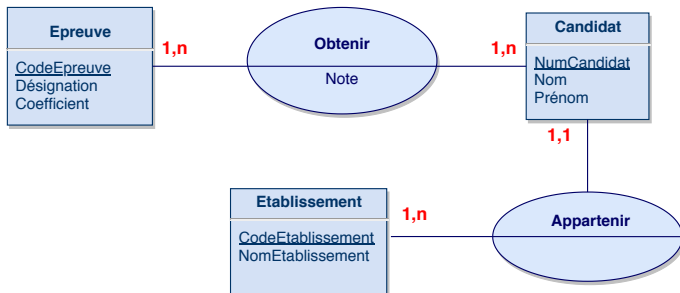 Epreuve
CodeEpreuve
Désignation
Coefficient
1,n
Obtenir
Note
1,n
Candidat
NumCandidat
Nom
Prénom
1,1
Etablissement
CodeEtablissement
NomEtablissement
1,n
Appartenir